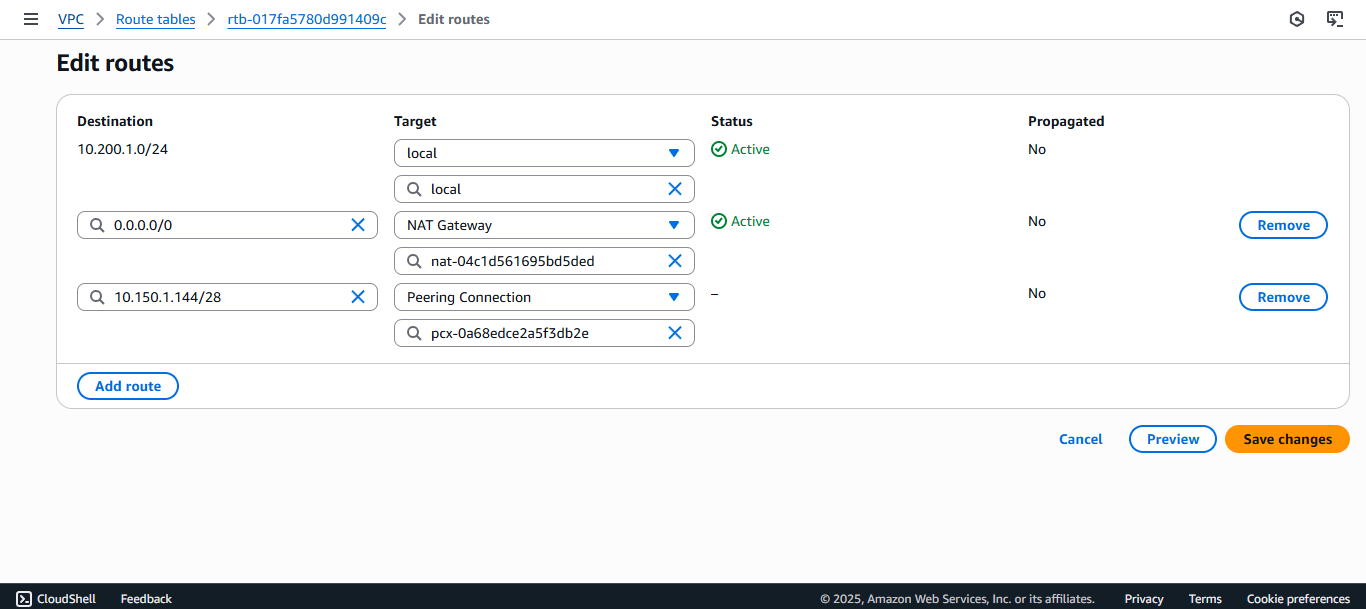 VPC > Route tables > rtb-017fa5780d991409c > Edit routes
Edit routes
Destination Target Status Propagated
10.200.1.0/24 local Active No
local
0.0.0.0/0 NAT Gateway Active No Remove
nat-04c1d561695bd5ded
10.150.1.144/28 Peering Connection – No Remove
pcx-0a68edce2a5f3db2e
Add route
Cancel Preview Save changes
CloudShell Feedback © 2025, Amazon Web Services, Inc. or its affiliates. Privacy Terms Cookie preferences